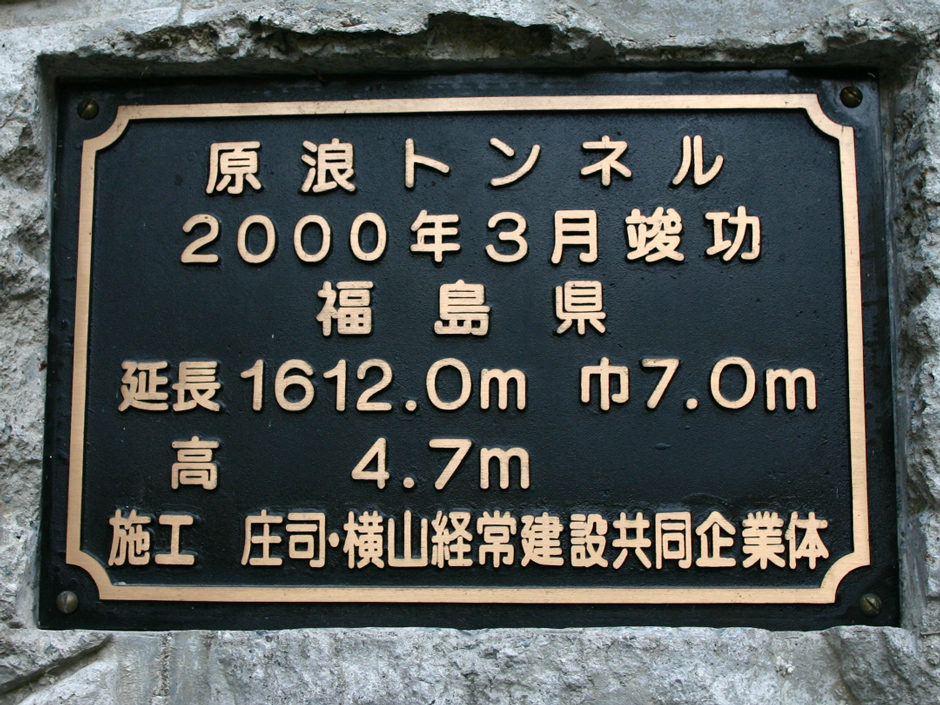 原浪トンネル
2000年3月竣功
福島県
延長1612.0m 巾7.0m
高 4.7m
施工 庄司・横山経常建設共同企業体